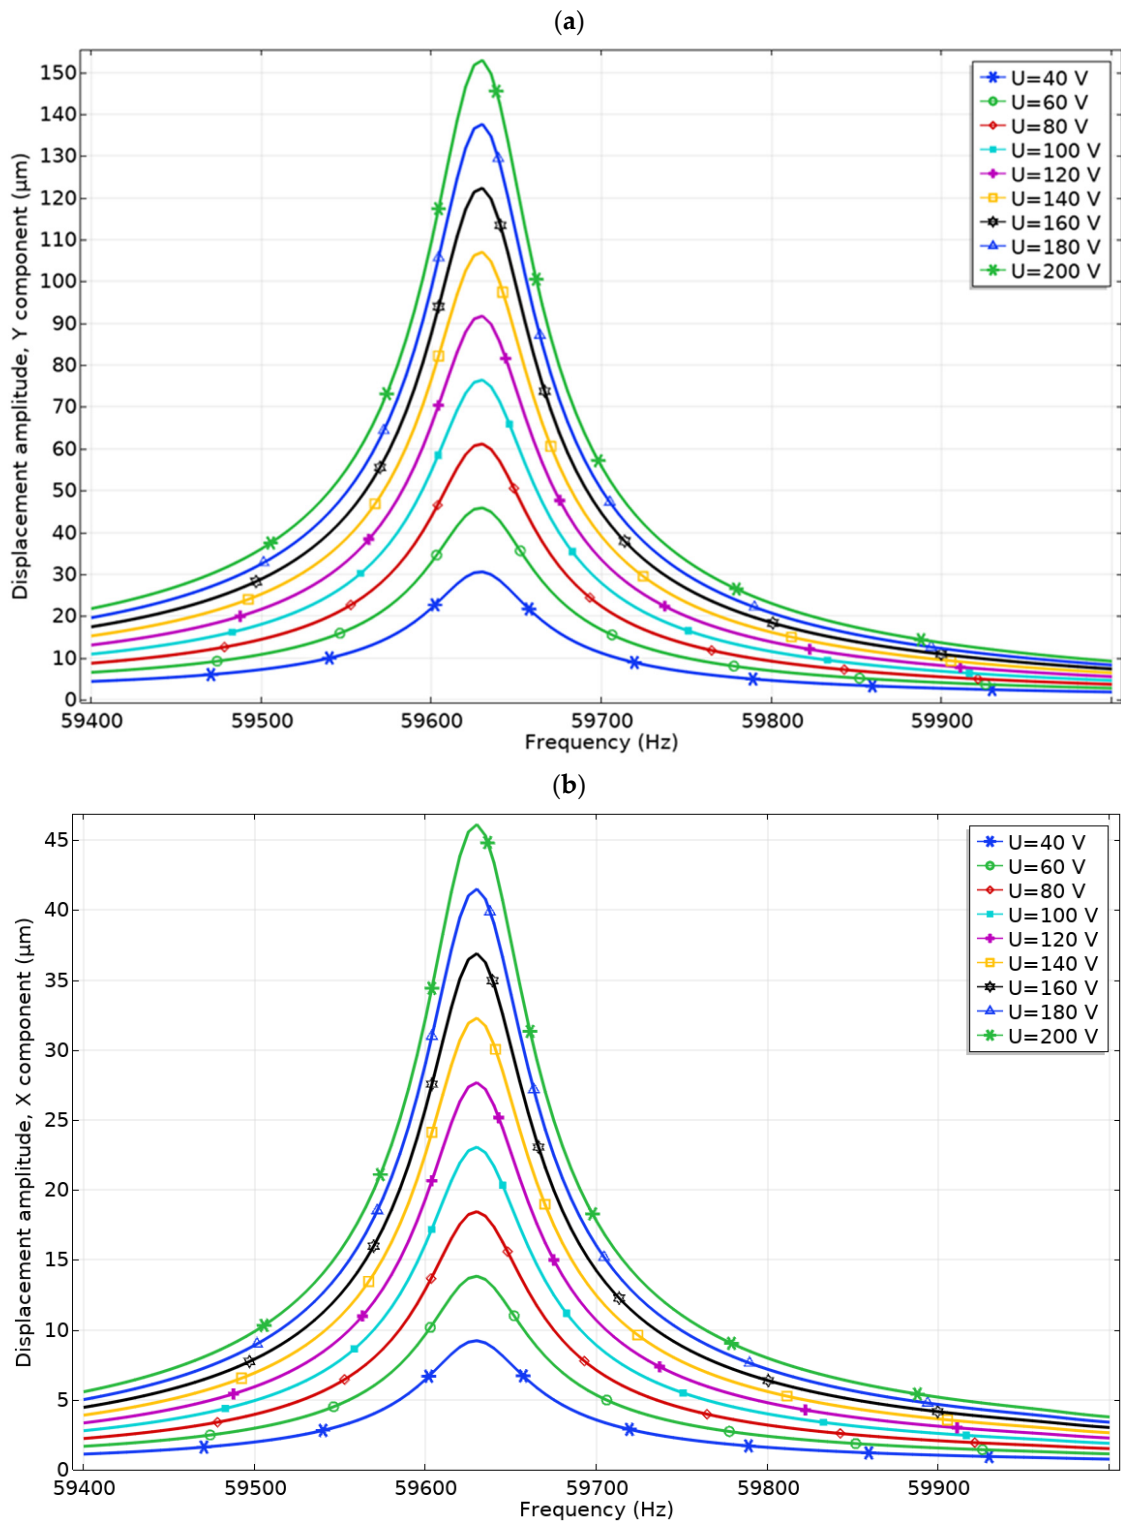 (a)
Displacement amplitude, Y component (µm)
150
140
130
120
110
100
90
80
70
60
50
40
30
20
10
0
U=40 V
U=60 V
U=80 V
U=100 V
U=120 V
U=140 V
U=160 V
U=180 V
U=200 V
59400 59500 59600 59700 59800 59900
Frequency (Hz)
(b)
Displacement amplitude, X component (µm)
45
40
35
30
25
20
15
10
5
0
U=40 V
U=60 V
U=80 V
U=100 V
U=120 V
U=140 V
U=160 V
U=180 V
U=200 V
59400 59500 59600 59700 59800 59900
Frequency (Hz)